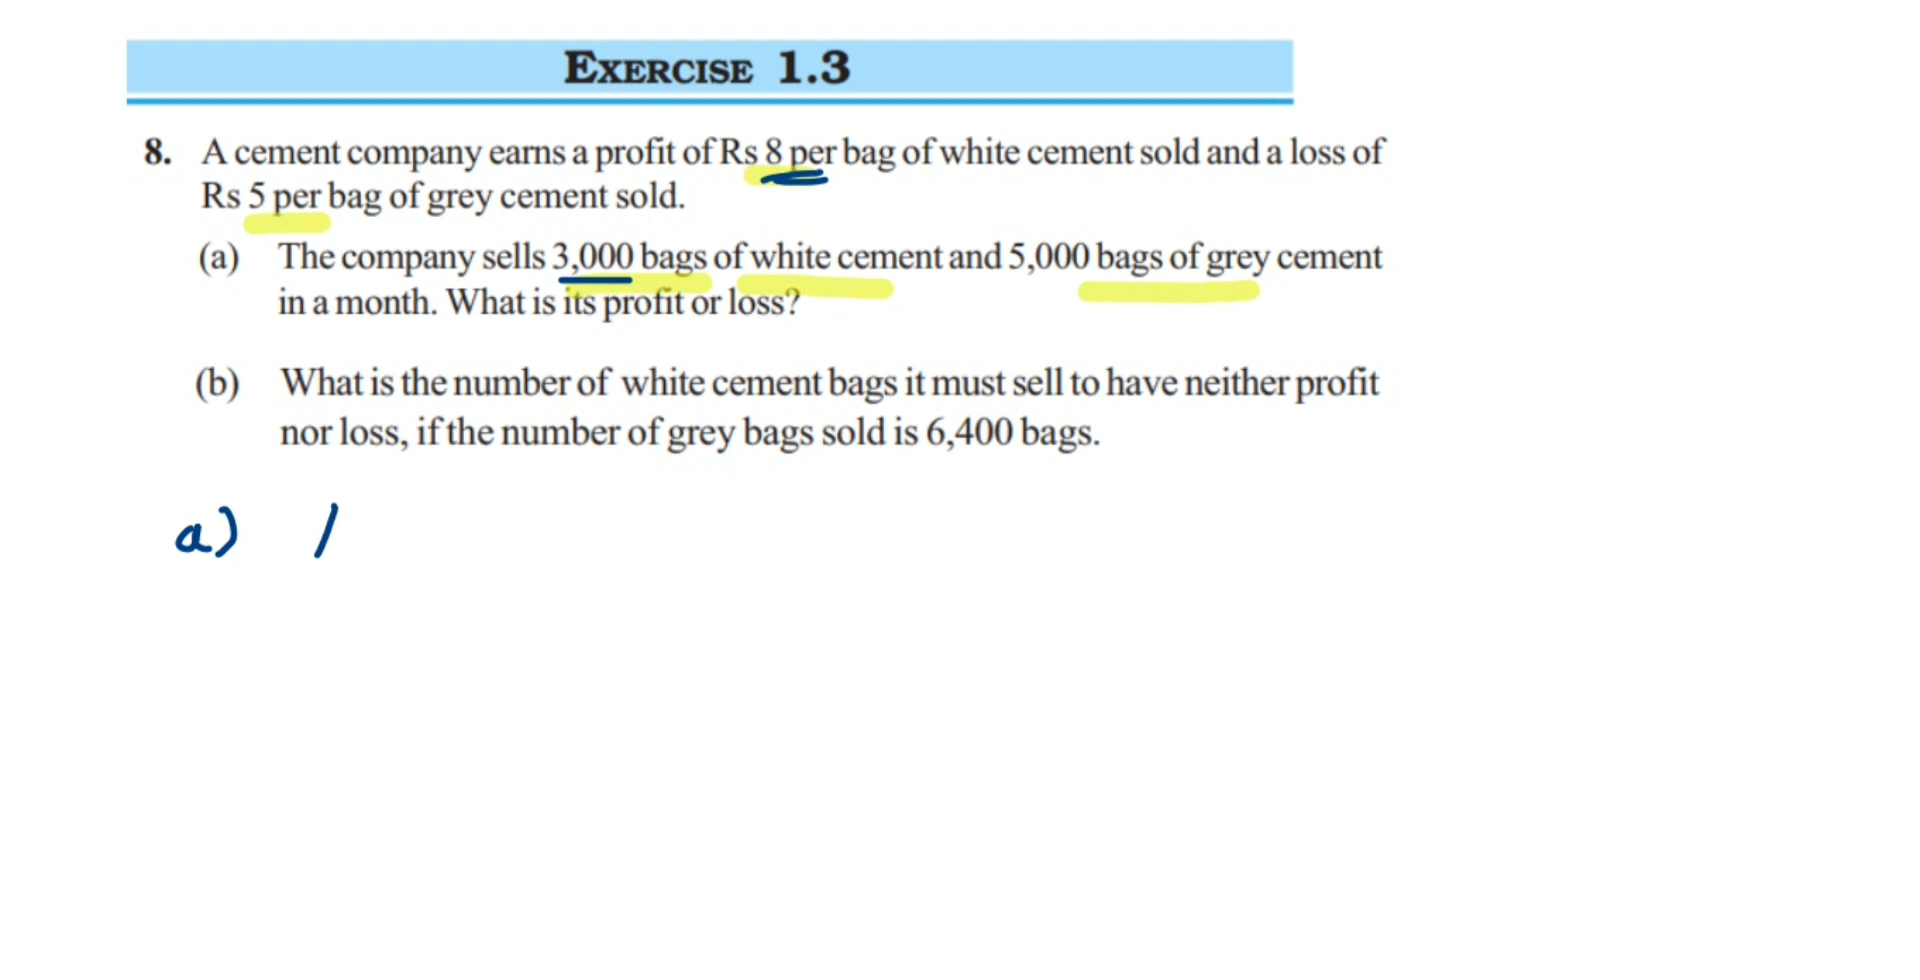 EXERCISE 1.3
8. A cement company earns a profit of Rs 8 per bag of white cement sold and a loss of
Rs 5 per bag of grey cement sold.
(a) The company sells 3,000 bags of white cement and 5,000 bags of grey cement
in a month. What is its profit or loss?
(b) What is the number of white cement bags it must sell to have neither profit
nor loss, if the number of grey bags sold is 6,400 bags.
a)